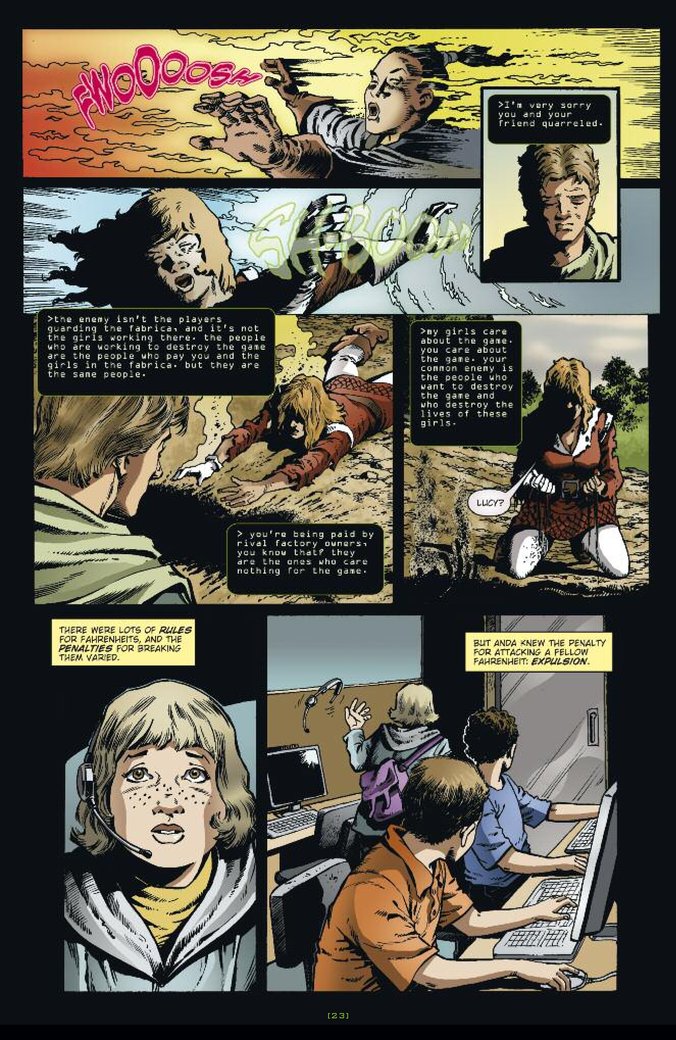 FWOOOOSH
>I'm very sorry
you and your
friend quarreled.
SH-BOOM
>the enemy isn't the players
guarding the fabrica, and it's not
the girls working there. the people
who are working to destroy the game
are the people who pay you and the
girls in the fabrica, but they are
the same people.
>my girls care
about the game.
you care about
the game. your
common enemy is
the people who
want to destroy
the game and
who destroy the
lives of these
girls.
LUCY?
> you're being paid by
rival factory owners,
you know that? they
are the ones who care
nothing for the game.
THERE WERE LOTS OF RULES
FOR FAHRENHEITS, AND THE
PENALTIES FOR BREAKING
THEM VARIED.
BUT ANDA KNEW THE PENALTY
FOR ATTACKING A FELLOW
FAHRENHEIT: EXPULSION.
[23]